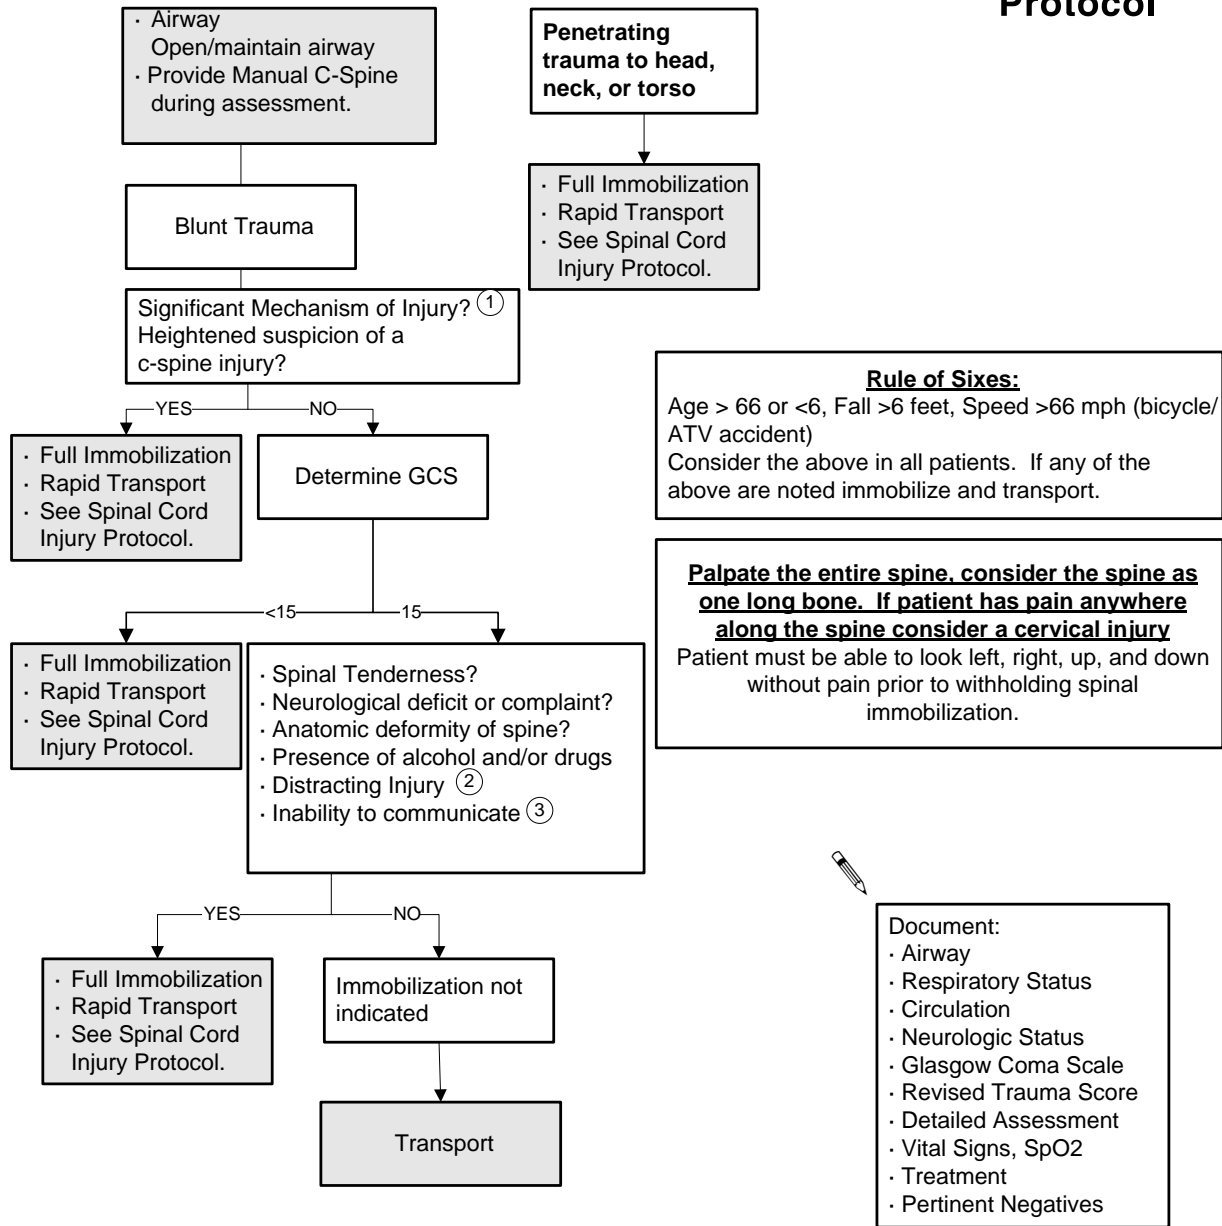 Protocol
· Airway
Open/maintain airway
· Provide Manual C-Spine
during assessment.
Penetrating
trauma to head,
neck, or torso
Blunt Trauma
· Full Immobilization
· Rapid Transport
· See Spinal Cord
Injury Protocol.
Significant Mechanism of Injury? 1
Heightened suspicion of a
c-spine injury?
YES
NO
· Full Immobilization
· Rapid Transport
· See Spinal Cord
Injury Protocol.
Determine GCS
Rule of Sixes:
Age > 66 or <6, Fall >6 feet, Speed >66 mph (bicycle/
ATV accident)
Consider the above in all patients. If any of the
above are noted immobilize and transport.
Palpate the entire spine, consider the spine as
one long bone. If patient has pain anywhere
along the spine consider a cervical injury
Patient must be able to look left, right, up, and down
without pain prior to withholding spinal
immobilization.
<15
15
· Full Immobilization
· Rapid Transport
· See Spinal Cord
Injury Protocol.
· Spinal Tenderness?
· Neurological deficit or complaint?
· Anatomic deformity of spine?
· Presence of alcohol and/or drugs
· Distracting Injury 2
· Inability to communicate 3
YES
NO
· Full Immobilization
· Rapid Transport
· See Spinal Cord
Injury Protocol.
Immobilization not
indicated
Transport
Document:
· Airway
· Respiratory Status
· Circulation
· Neurologic Status
· Glasgow Coma Scale
· Revised Trauma Score
· Detailed Assessment
· Vital Signs, SpO2
· Treatment
· Pertinent Negatives